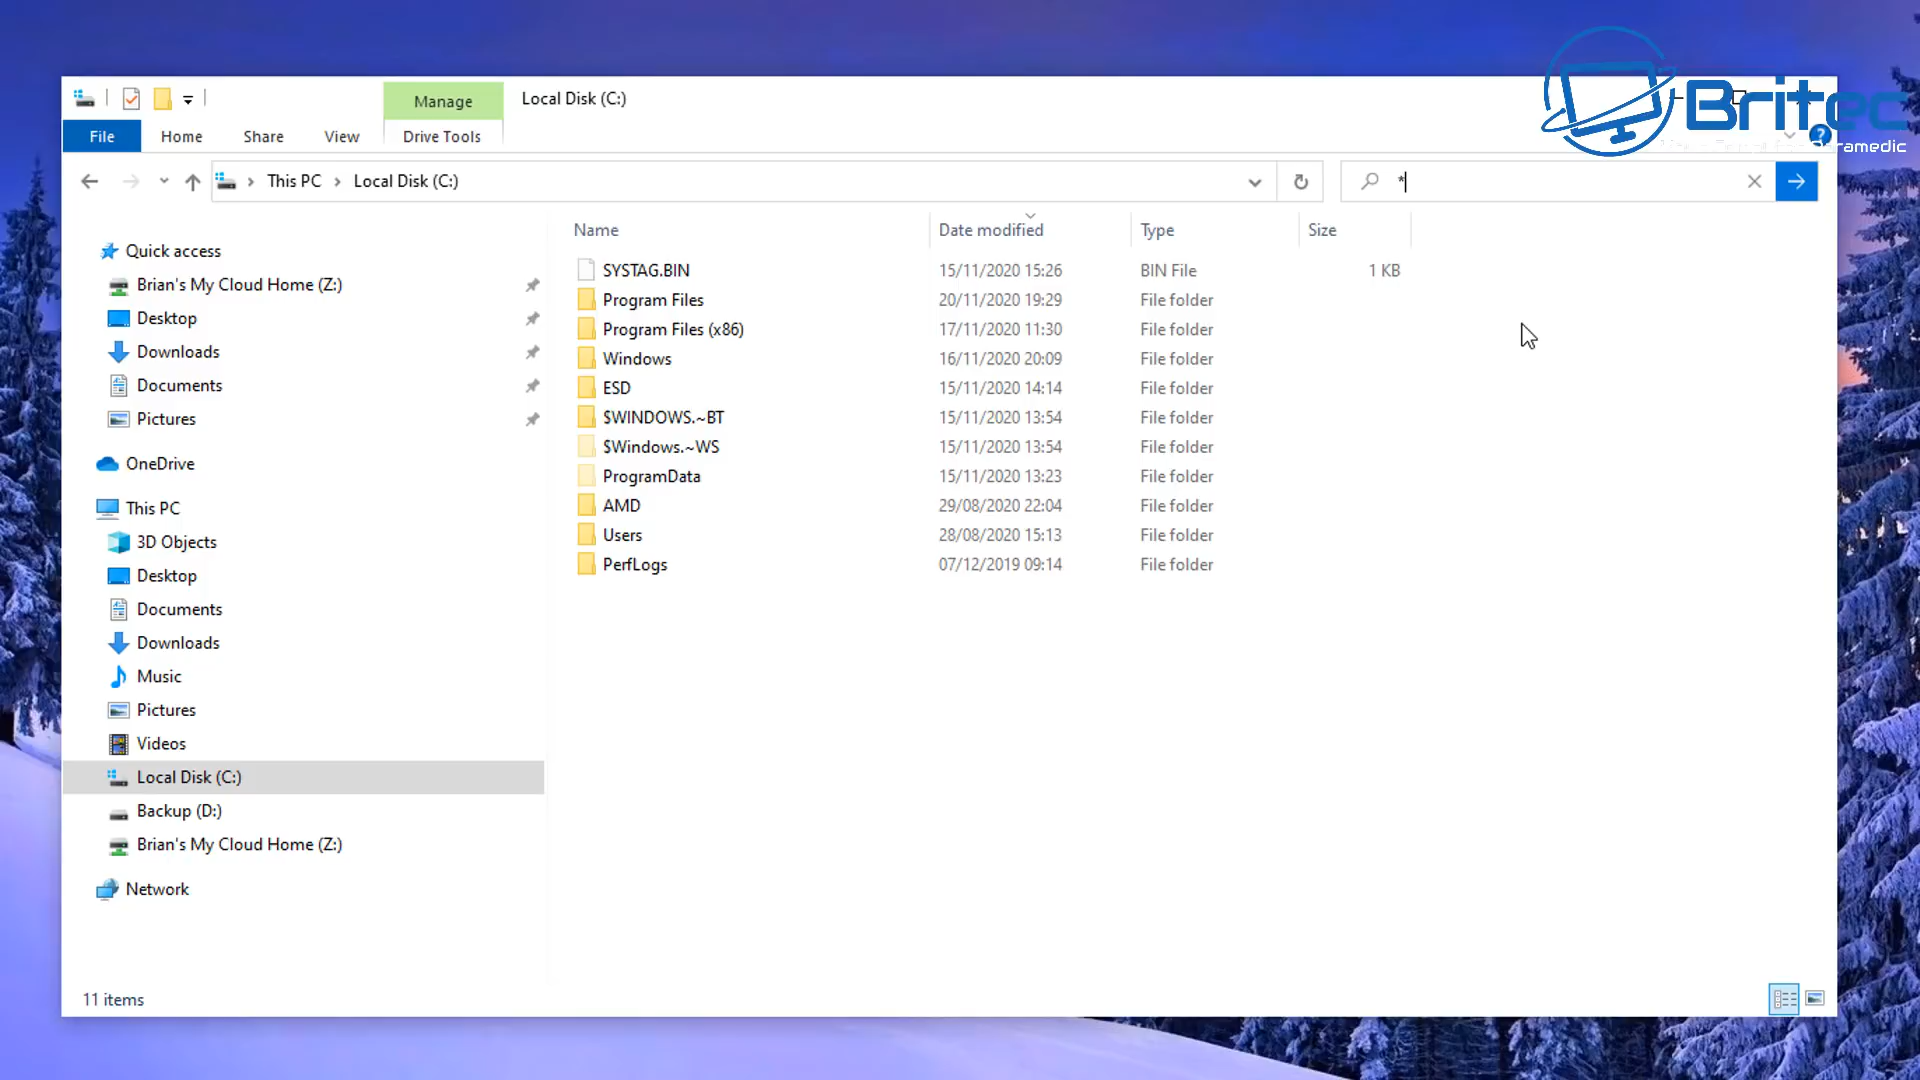 Manage
Local Disk (C:)
Britec
File
Home
Share
View
Drive Tools
?
This PC
Local Disk (C:)
*
Name
Date modified
Type
Size
Quick access
Brian's My Cloud Home (Z:)
Desktop
Downloads
Documents
Pictures
OneDrive
This PC
3D Objects
Desktop
Documents
Downloads
Music
Pictures
Videos
Local Disk (C:)
Backup (D:)
Brian's My Cloud Home (Z:)
Network
SYSTAG.BIN 15/11/2020 15:26 BIN File 1 KB
Program Files 20/11/2020 19:29 File folder
Program Files (x86) 17/11/2020 11:30 File folder
Windows 16/11/2020 20:09 File folder
ESD 15/11/2020 14:14 File folder
$WINDOWS.~BT 15/11/2020 13:54 File folder
$Windows.~WS 15/11/2020 13:54 File folder
ProgramData 15/11/2020 13:23 File folder
AMD 29/08/2020 22:04 File folder
Users 28/08/2020 15:13 File folder
PerfLogs 07/12/2019 09:14 File folder
11 items